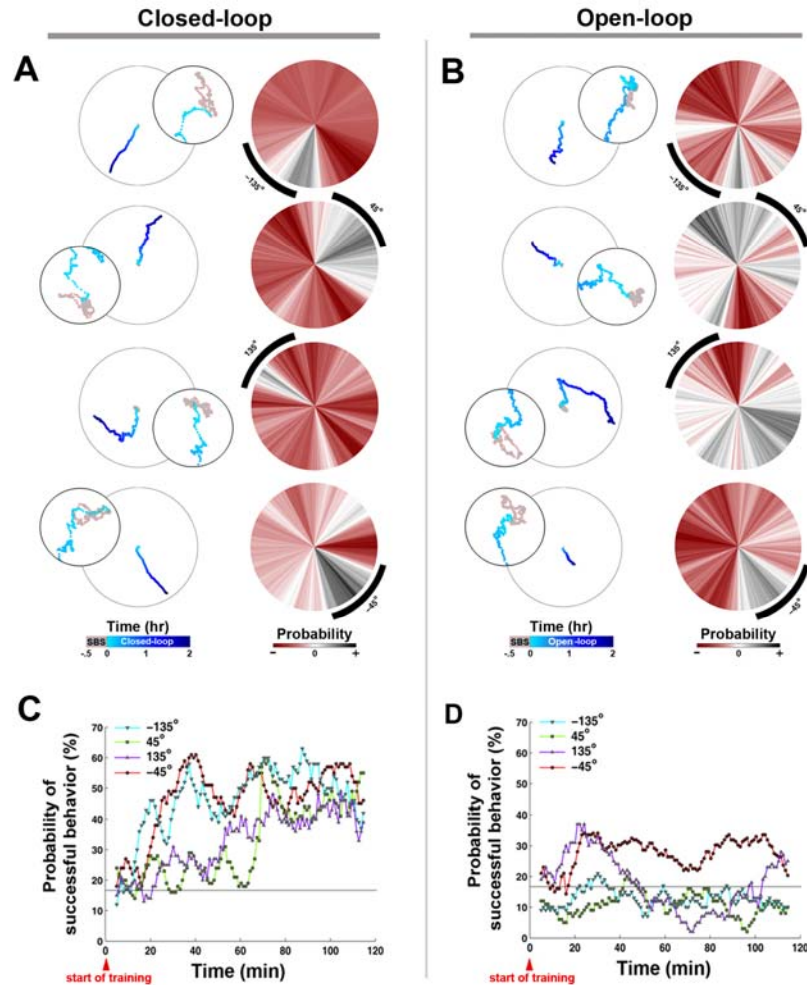 Closed-loop
Open-loop
A
B
-135°
45°
135°
-45°
-135°
45°
135°
-45°
Time (hr)
SBS Closed-loop
-.5 0 1 2
Probability
- 0 +
Time (hr)
SBS Open-loop
-.5 0 1 2
Probability
- 0 +
C
Probability of successful behavior (%)
70
60
50
40
30
20
10
0
-135°
45°
135°
-45°
0 20 40 60 80 100 120
start of training
Time (min)
D
Probability of successful behavior (%)
70
60
50
40
30
20
10
0
-135°
45°
135°
-45°
0 20 40 60 80 100 120
start of training
Time (min)